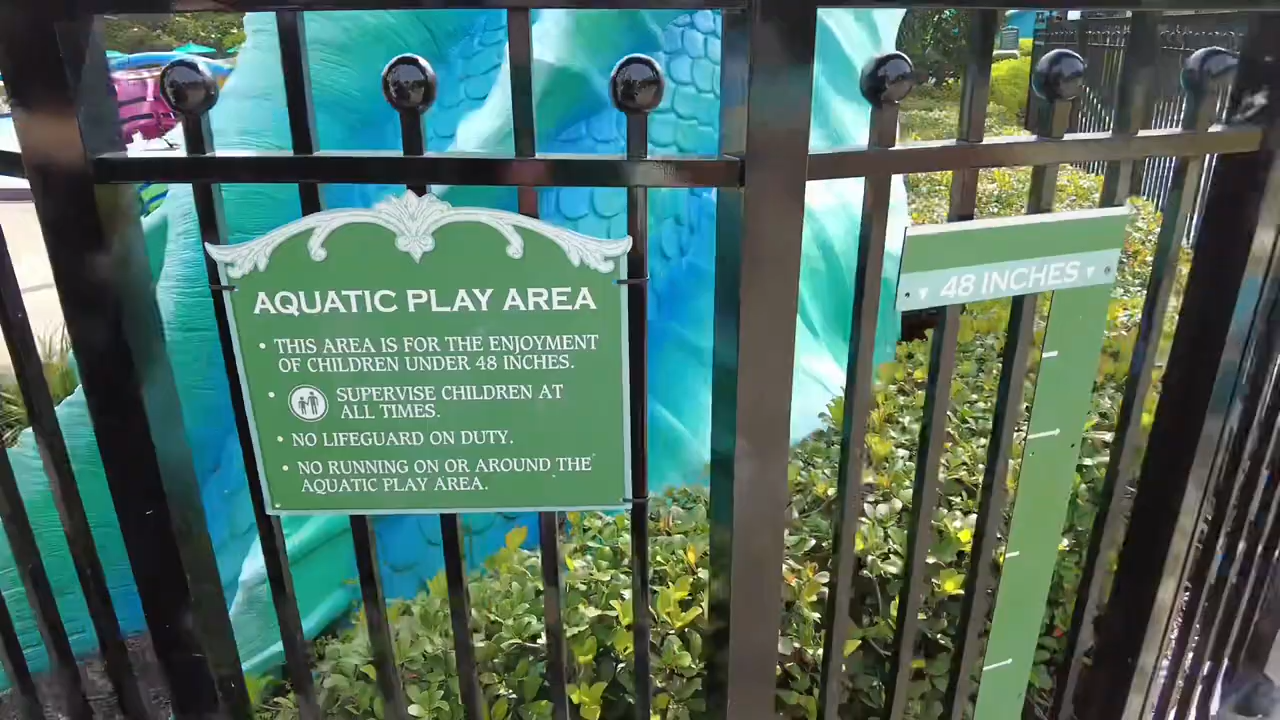 AQUATIC PLAY AREA
• THIS AREA IS FOR THE ENJOYMENT
OF CHILDREN UNDER 48 INCHES.
• SUPERVISE CHILDREN AT
ALL TIMES.
• NO LIFEGUARD ON DUTY.
• NO RUNNING ON OR AROUND THE
AQUATIC PLAY AREA.
48 INCHES